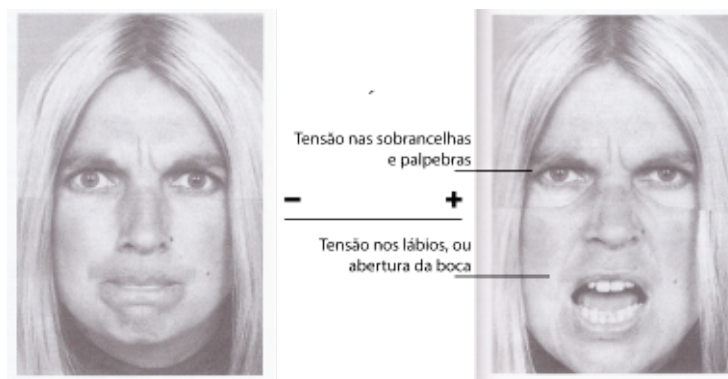 Tensão nas sobrancelhas
e palpebras
− +
Tensão nos lábios, ou
abertura da boca